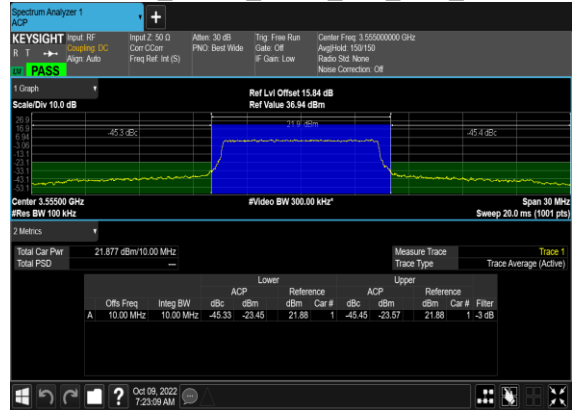 Spectrum Analyzer 1
ACP
+
KEYSIGHT Input: RF Input Z: 50 Ω Atten: 30 dB Trig: Free Run Center Freq: 3.555000000 GHz
R T Coupling: DC Corr CCorr PNO: Best Wide Gate: Off Avg|Hold: 150/150
Align: Auto Freq Ref: Int (S) IF Gain: Low Radio Std: None
PASS Noise Correction: Off
1 Graph
Scale/Div 10.0 dB Ref Lvl Offset 15.84 dB
Ref Value 36.94 dBm
26.9
16.9 21.9 dBm
6.94 -45.3 dBc -45.4 dBc
-3.06
-13.1
-23.1
-33.1
-43.1
-53.1
Center 3.55500 GHz #Video BW 300.00 kHz* Span 30 MHz
#Res BW 100 kHz Sweep 20.0 ms (1001 pts)
2 Metrics
Total Car Pwr 21.877 dBm/10.00 MHz Measure Trace Trace 1
Total PSD --- Trace Type Trace Average (Active)
Lower Upper
ACP Reference ACP Reference
Offs Freq Integ BW dBc dBm dBm Car # dBc dBm dBm Car # Filter
A 10.00 MHz 10.00 MHz -45.33 -23.45 21.88 1 -45.45 -23.57 21.88 1 -3 dB
?
Oct 09, 2022
7:23:09 AM